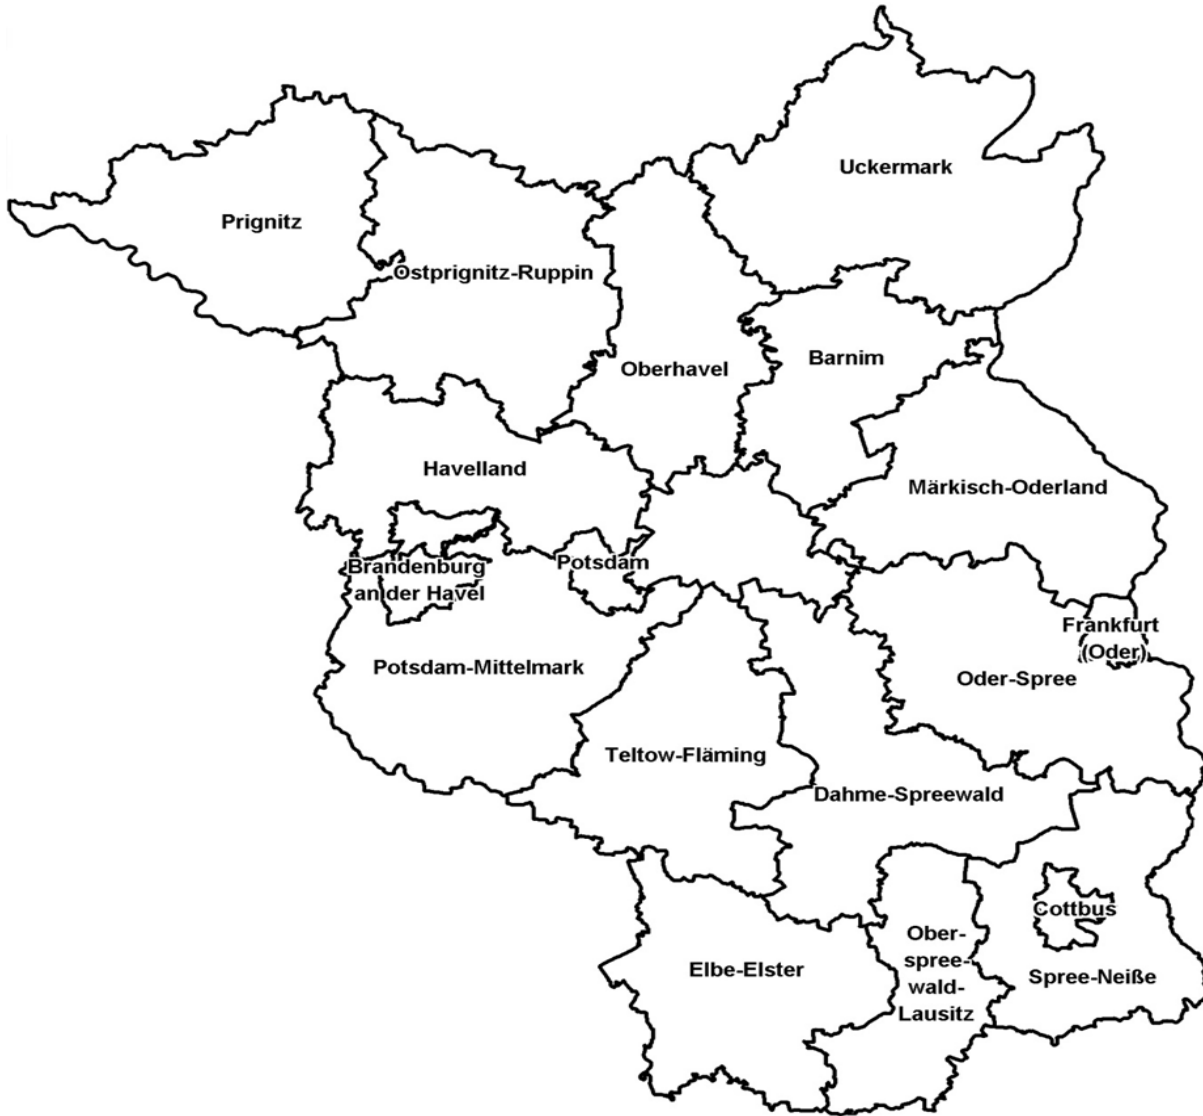 Uckermark
Prignitz
Ostprignitz-Ruppin
Barnim
Oberhavel
Havelland
Märkisch-Oderland
Brandenburg
an der Havel
Potsdam
Frankfurt
(Oder)
Potsdam-Mittelmark
Oder-Spree
Teltow-Fläming
Dahme-Spreewald
Cottbus
Ober-
spree-
wald-
Lausitz
Elbe-Elster
Spree-Neiße